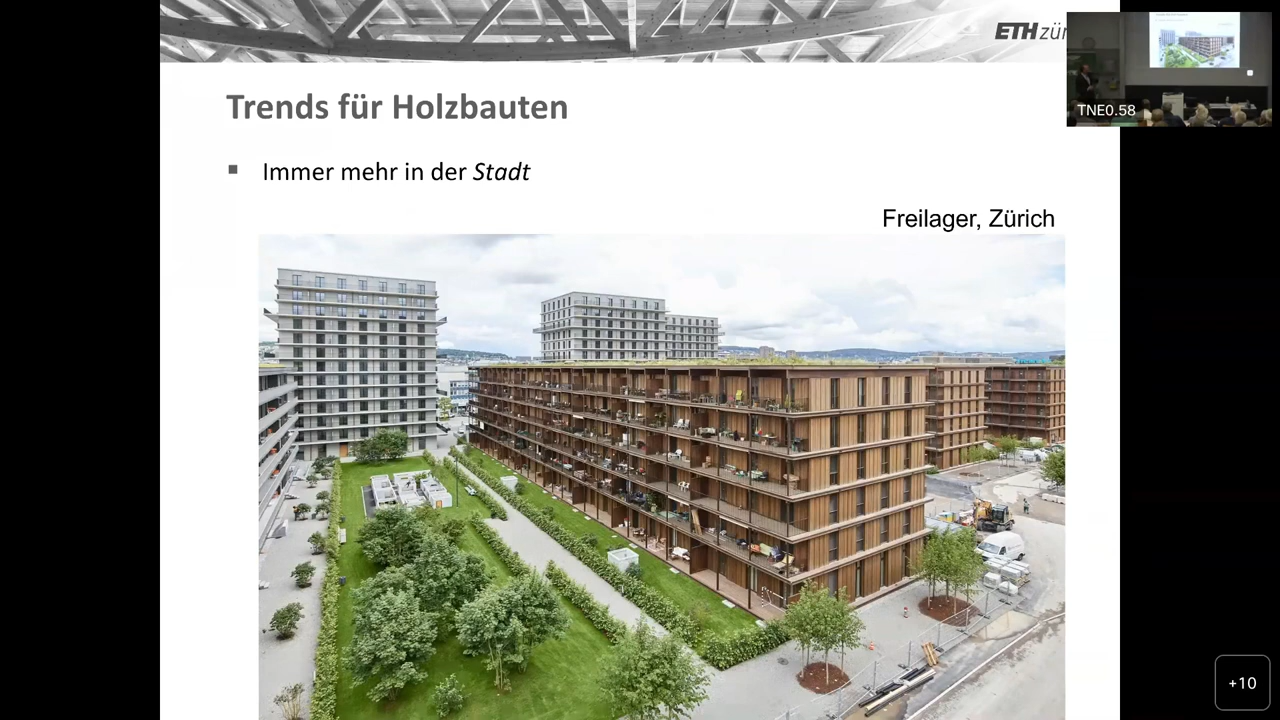 ETH zür
TNE0.58
Trends für Holzbauten
Immer mehr in der Stadt
Freilager, Zürich
+10